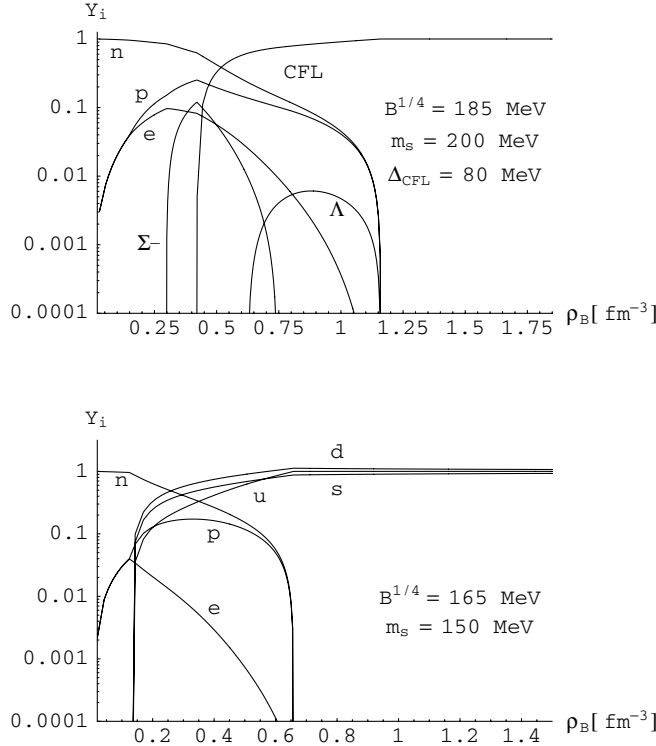 Y_i
1
n
CFL
0.1
p
B^{1/4} = 185 MeV
e
m_s = 200 MeV
0.01
Δ_CFL = 80 MeV
Λ
0.001
Σ−
0.0001
0.25 0.5 0.75 1 1.25 1.5 1.75
ρ_B[ fm^{−3}]
Y_i
d
1
n
u
s
0.1
p
B^{1/4} = 165 MeV
0.01
e
m_s = 150 MeV
0.001
0.0001
0.2 0.4 0.6 0.8 1 1.2 1.4
ρ_B[ fm^{−3}]